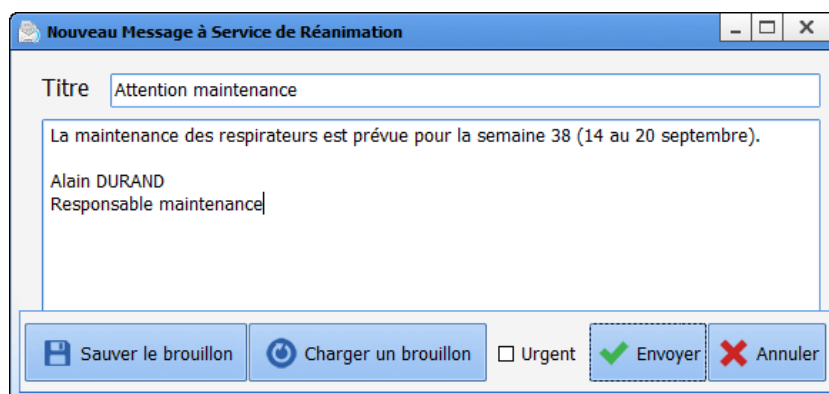 Nouveau Message à Service de Réanimation
Titre Attention maintenance
La maintenance des respirateurs est prévue pour la semaine 38 (14 au 20 septembre).
Alain DURAND
Responsable maintenance
Sauver le brouillon Charger un brouillon Urgent Envoyer Annuler